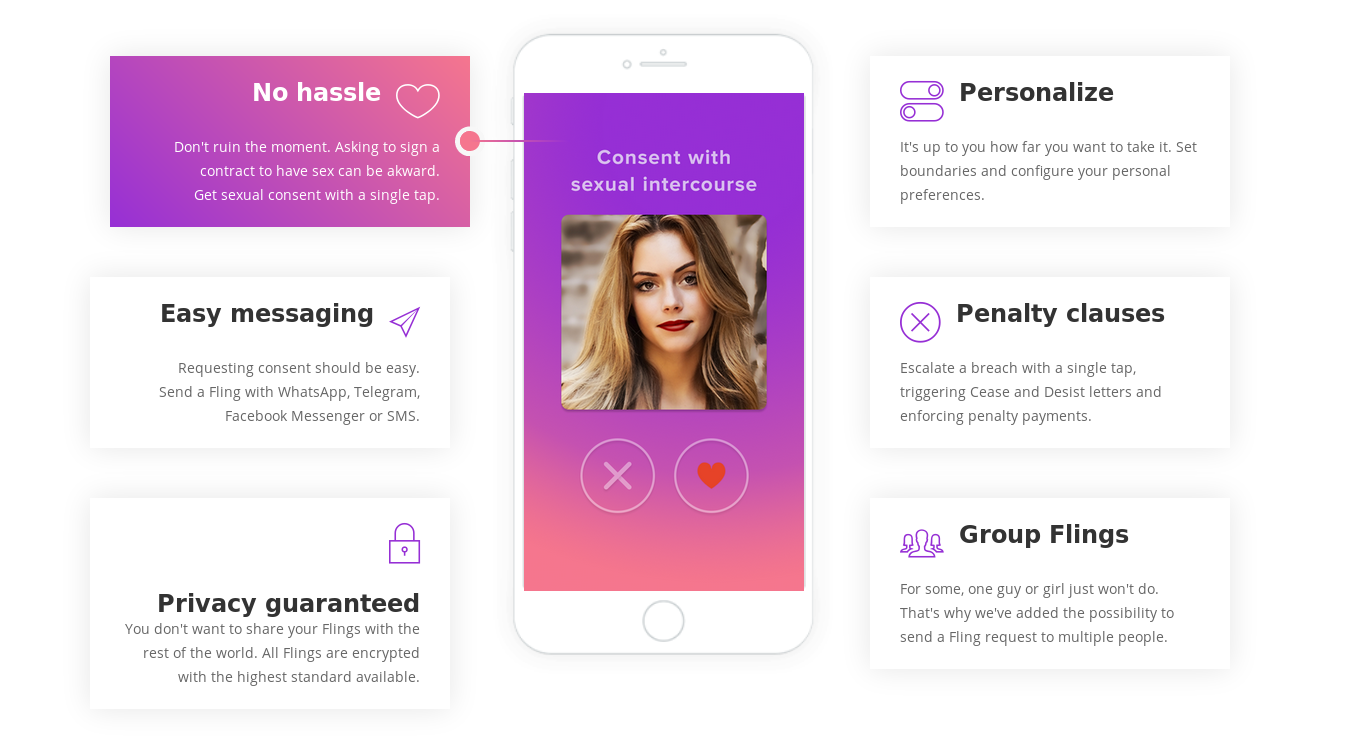 No hassle
Don't ruin the moment. Asking to sign a
contract to have sex can be akward.
Get sexual consent with a single tap.
Easy messaging
Requesting consent should be easy.
Send a Fling with WhatsApp, Telegram,
Facebook Messenger or SMS.
Privacy guaranteed
You don't want to share your Flings with the
rest of the world. All Flings are encrypted
with the highest standard available.
Consent with
sexual intercourse
Personalize
It's up to you how far you want to take it. Set
boundaries and configure your personal
preferences.
Penalty clauses
Escalate a breach with a single tap,
triggering Cease and Desist letters and
enforcing penalty payments.
Group Flings
For some, one guy or girl just won't do.
That's why we've added the possibility to
send a Fling request to multiple people.